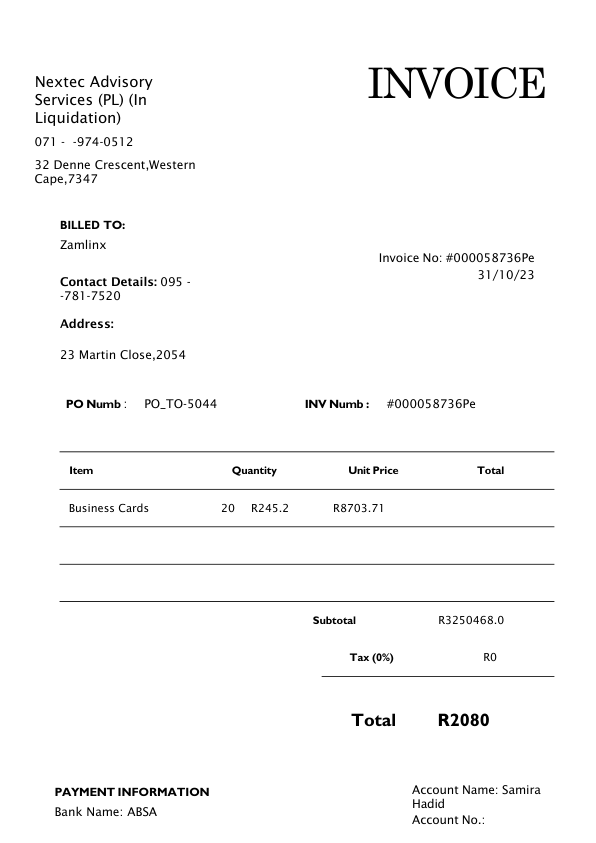 Nextec Advisory
Services (PL) (In
Liquidation)
INVOICE
071 -  -974-0512
32 Denne Crescent,Western
Cape,7347
BILLED TO:
Zamlinx
Invoice No: #000058736Pe
31/10/23
Contact Details: 095 -
-781-7520
Address:
23 Martin Close,2054
PO Numb : PO_TO-5044 INV Numb : #000058736Pe
Item Quantity Unit Price Total
Business Cards 20 R245.2 R8703.71
Subtotal R3250468.0
Tax (0%) R0
Total R2080
PAYMENT INFORMATION
Bank Name: ABSA
Account Name: Samira
Hadid
Account No.: